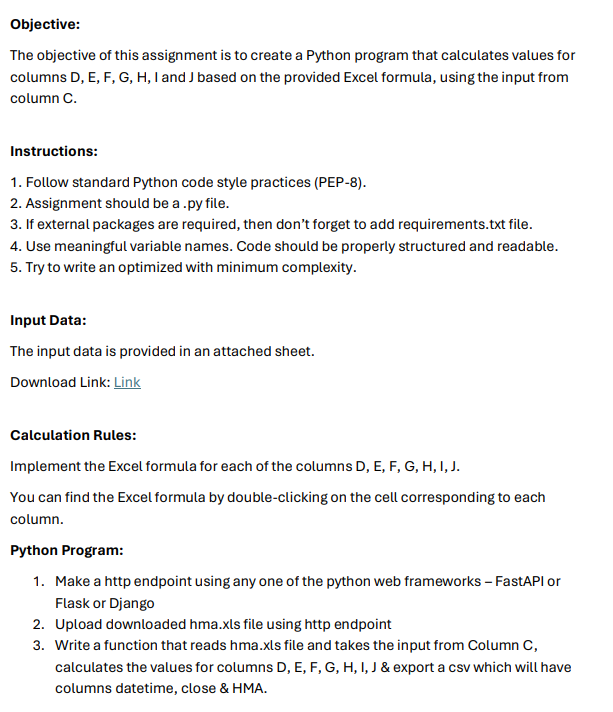 Objective:
The objective of this assignment is to create a Python program that calculates values for
columns D, E, F, G, H, I and J based on the provided Excel formula, using the input from
column C.
Instructions:
1. Follow standard Python code style practices (PEP-8).
2. Assignment should be a .py file.
3. If external packages are required, then don’t forget to add requirements.txt file.
4. Use meaningful variable names. Code should be properly structured and readable.
5. Try to write an optimized with minimum complexity.
Input Data:
The input data is provided in an attached sheet.
Download Link: Link
Calculation Rules:
Implement the Excel formula for each of the columns D, E, F, G, H, I, J.
You can find the Excel formula by double-clicking on the cell corresponding to each
column.
Python Program:
1. Make a http endpoint using any one of the python web frameworks – FastAPI or
Flask or Django
2. Upload downloaded hma.xls file using http endpoint
3. Write a function that reads hma.xls file and takes the input from Column C,
calculates the values for columns D, E, F, G, H, I, J & export a csv which will have
columns datetime, close & HMA.